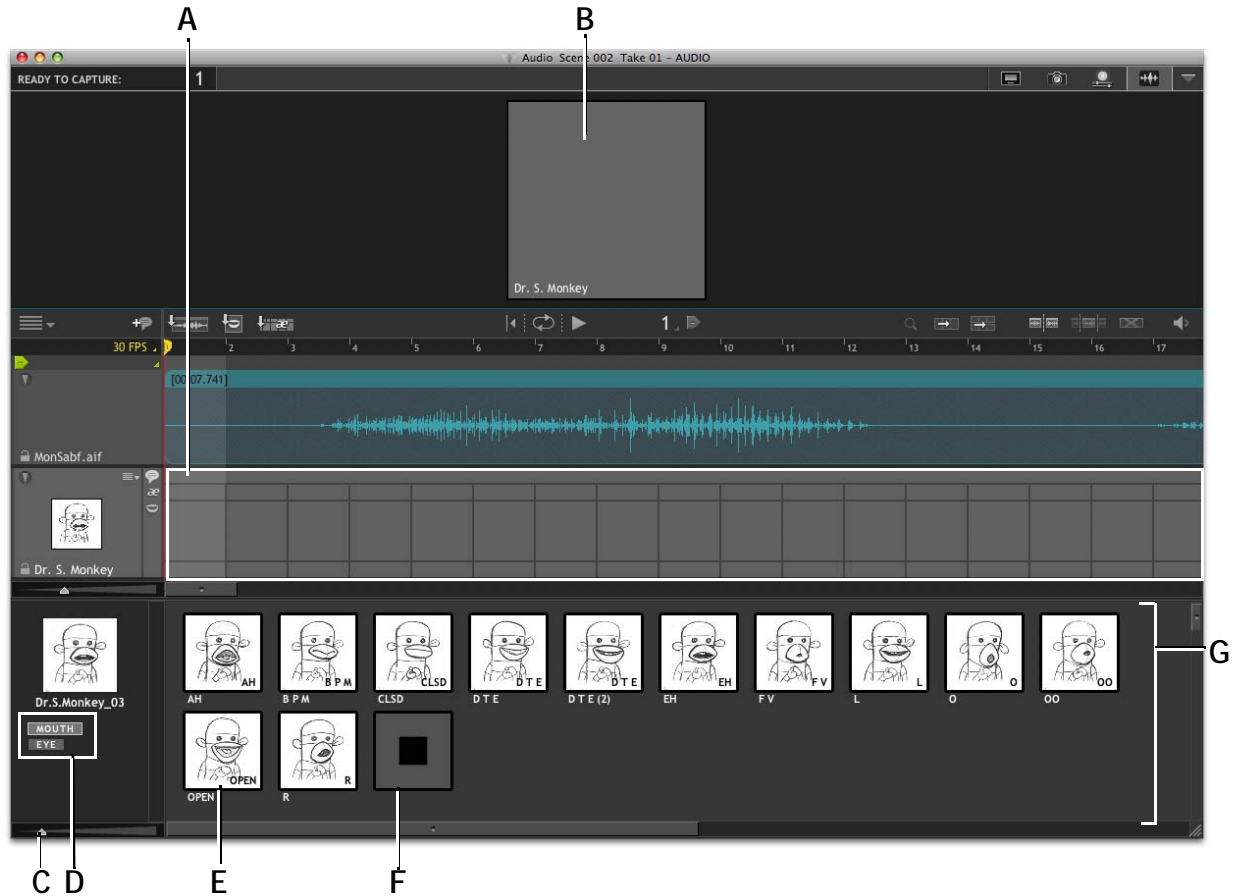 A B
Audio Scene 002 Take 01 – AUDIO
READY TO CAPTURE: 1
Dr. S. Monkey
1
30 FPS 2 3 4 5 6 7 8 9 10 11 12 13 14 15 16 17
[00:07.741]
MonSabf.aif
æ
Dr. S. Monkey
AH B P M CLSD D T E D T E EH F V L O OO
AH B P M CLSD D T E D T E (2) EH F V L O OO
G
Dr.S.Monkey_03
MOUTH
EYE
OPEN R
OPEN R
C D E F